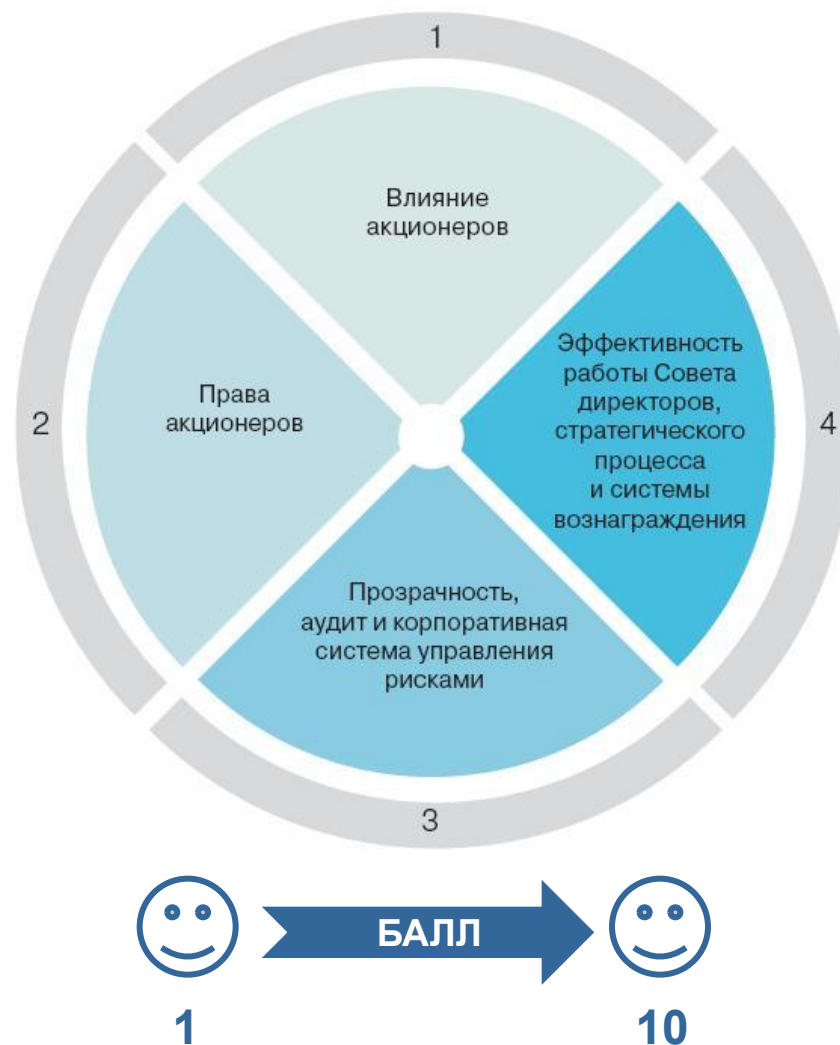 1
Влияние
акционеров
2
Права
акционеров
Эффективность
работы Совета
директоров,
стратегического
процесса
и системы
вознаграждения
4
Прозрачность,
аудит и корпоративная
система управления
рисками
3
БАЛЛ
1
10